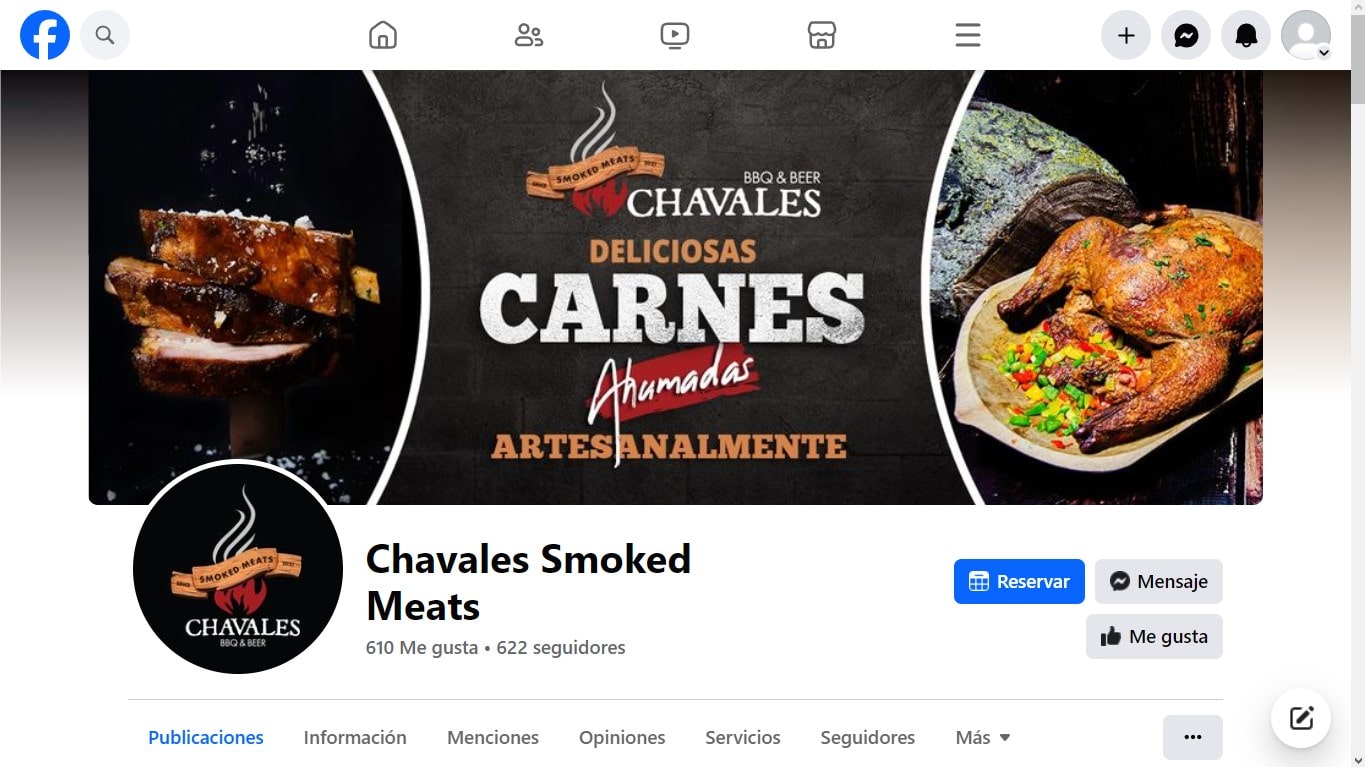 SMOKED MEATS
SINCE
2021
BBQ & BEER
CHAVALES
DELICIOSAS
CARNES
Ahumadas
ARTESANALMENTE
SMOKED MEATS
2021
CHAVALES
BBQ & BEER
Chavales Smoked
Meats
610 Me gusta • 622 seguidores
Reservar
Mensaje
Me gusta
Publicaciones
Información
Menciones
Opiniones
Servicios
Seguidores
Más